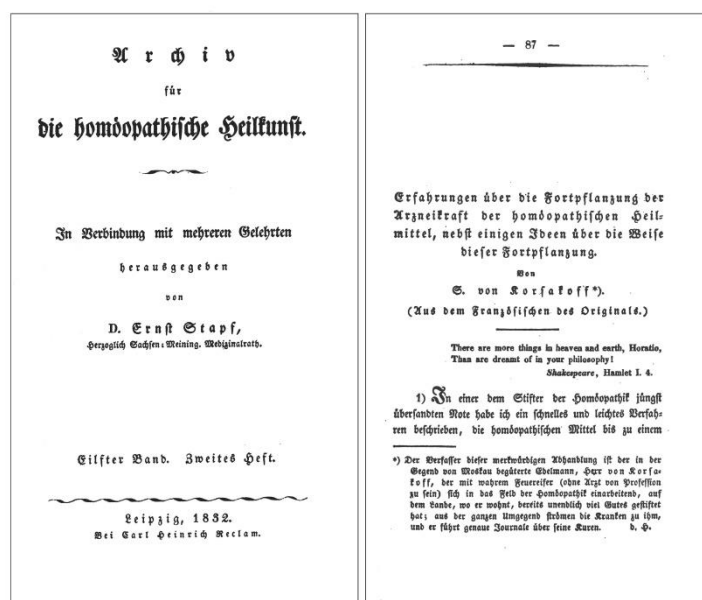 Archiv
für
die homöopathische Heilkunst.
In Verbindung mit mehreren Gelehrten
herausgegeben
von
D. Ernst Stapf,
Herzoglich Sachsen-Meining. Medizinalrath.
Eilfter Band. Zweites Heft.
Leipzig, 1832.
Bei Carl Heinrich Reclam.
— 87 —
Erfahrungen über die Fortpflanzung der
Arzneikraft der homöopathischen Heil-
mittel, nebst einigen Ideen über die Weise
dieser Fortpflanzung.
Von
S. von Korsakoff*).
(Aus dem Französischen des Originals.)
There are more things in heaven and earth, Horatio,
Than are dreamt of in your philosophy!
Shakespeare, Hamlet I. 4.
1) In einer dem Stifter der Homöopathik jüngst
übersandten Note habe ich ein schnelles und leichtes Verfah-
ren beschrieben, die homöopathischen Mittel bis zu einem
*) Der Verfasser dieser merkwürdigen Abhandlung ist der in der
Gegend von Moskau begüterte Edelmann, Herr von Korsa-
koff, der mit wahrem Feuereifer (ohne Arzt von Profession
zu sein) sich in das Feld der Homöopathik einarbeitend, auf
dem Lande, wo er wohnt, bereits unendlich viel Gutes gestiftet
hat; aus der ganzen Umgegend strömen die Kranken zu ihm,
und er führt genaue Journale über seine Kuren. d. H.